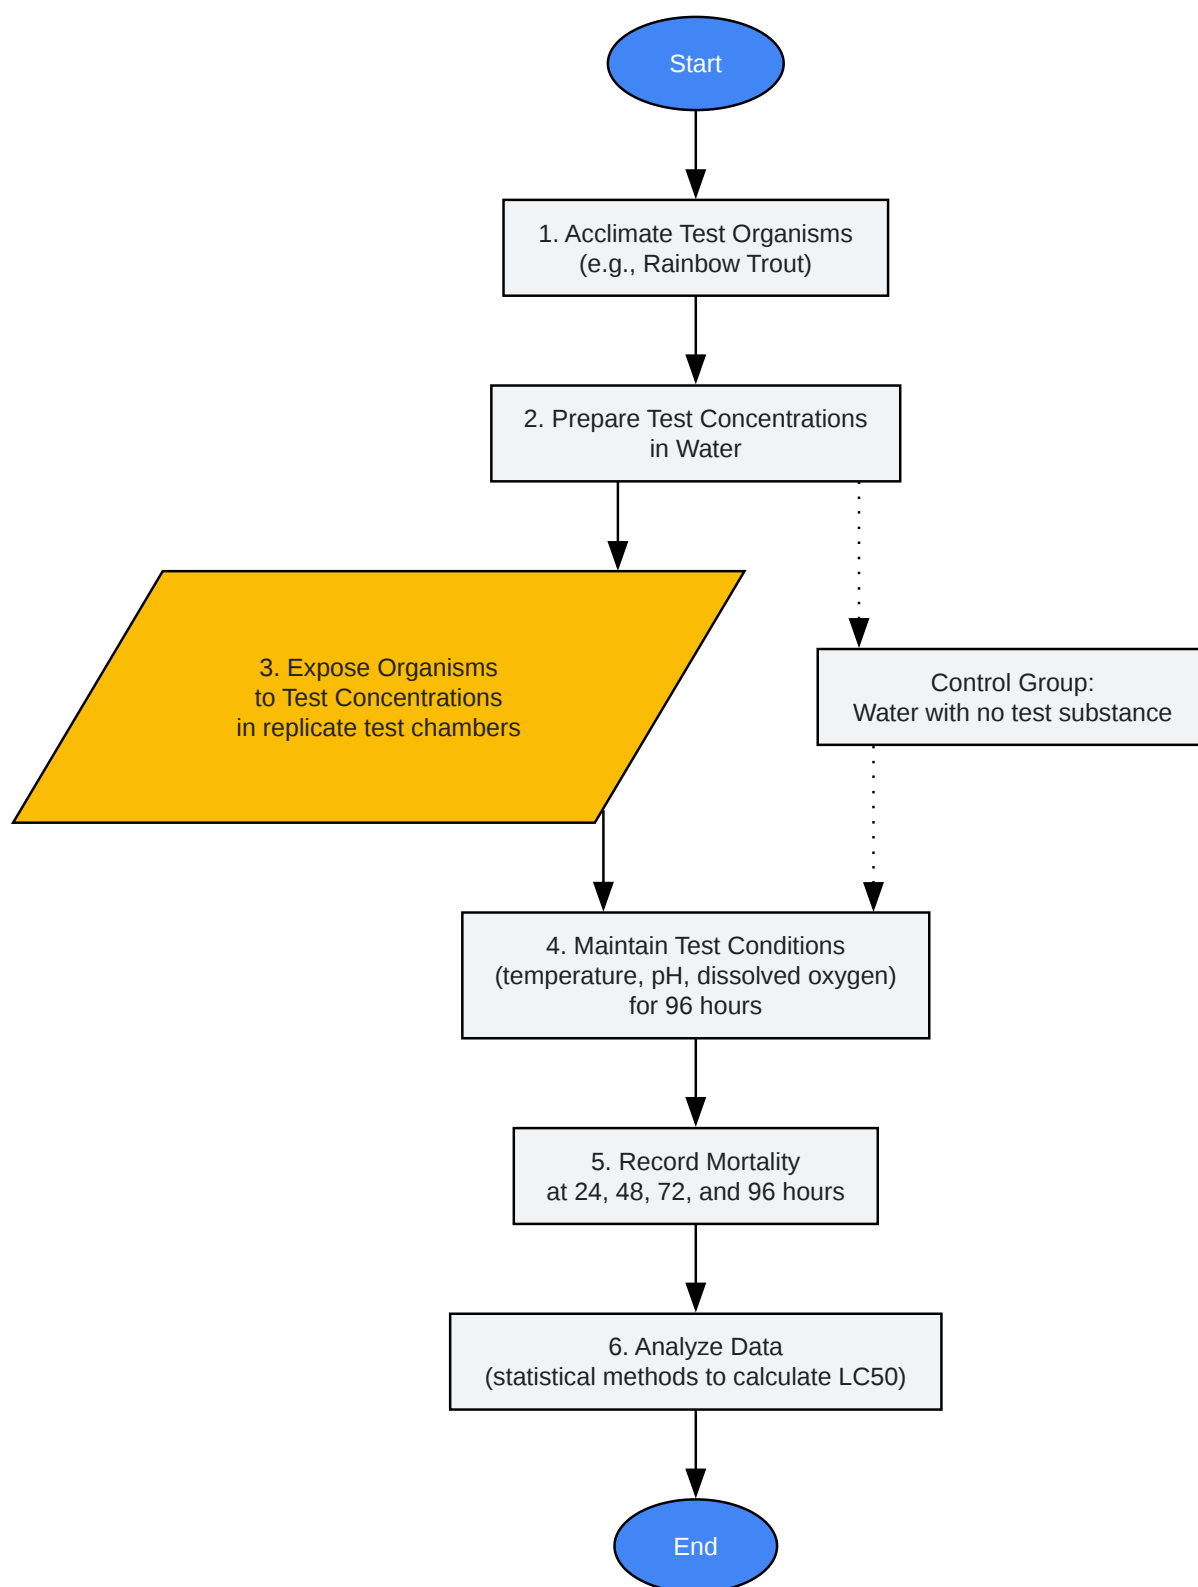 Start
1. Acclimate Test Organisms
(e.g., Rainbow Trout)
2. Prepare Test Concentrations
in Water
3. Expose Organisms
to Test Concentrations
in replicate test chambers
Control Group:
Water with no test substance
4. Maintain Test Conditions
(temperature, pH, dissolved oxygen)
for 96 hours
5. Record Mortality
at 24, 48, 72, and 96 hours
6. Analyze Data
(statistical methods to calculate LC50)
End